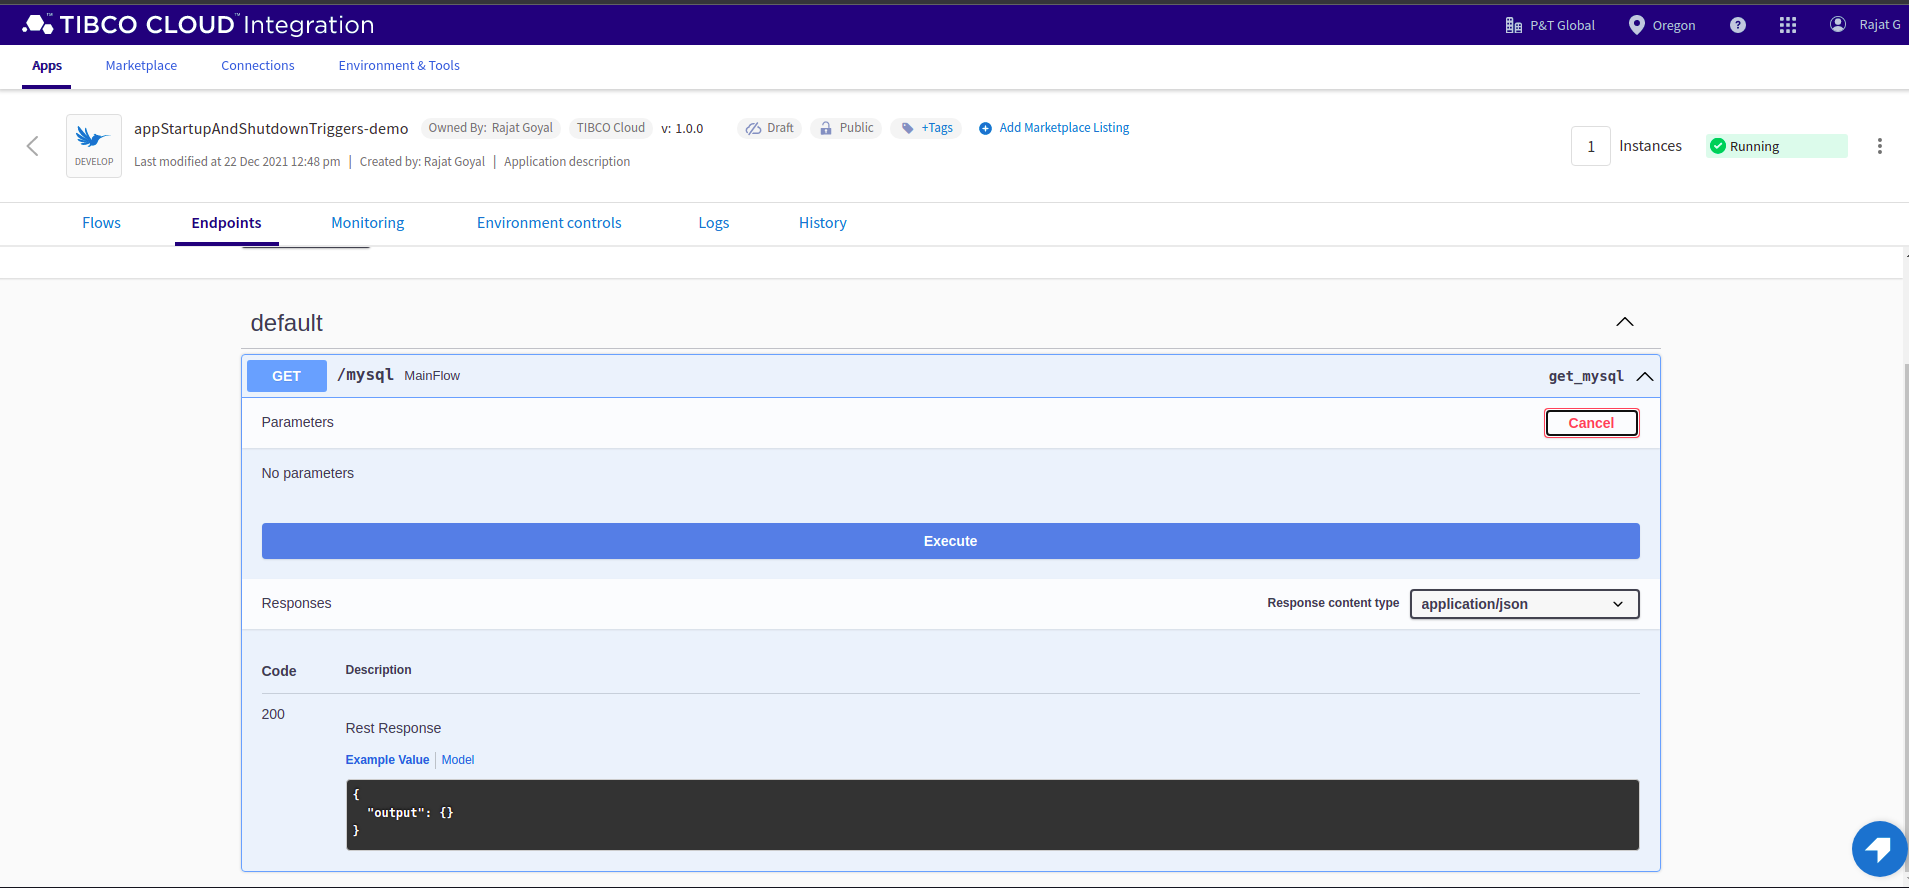 TIBCO CLOUD™ Integration
P&T Global
Oregon
?
Rajat G
Apps
Marketplace
Connections
Environment & Tools
DEVELOP
appStartupAndShutdownTriggers-demo
Owned By: Rajat Goyal
TIBCO Cloud
v: 1.0.0
Draft
Public
+Tags
Add Marketplace Listing
Last modified at 22 Dec 2021 12:48 pm | Created by: Rajat Goyal | Application description
1
Instances
Running
Flows
Endpoints
Monitoring
Environment controls
Logs
History
default
GET
/mysql
MainFlow
get_mysql
Parameters
Cancel
No parameters
Execute
Responses
Response content type
application/json
Code
Description
200
Rest Response
Example Value
Model
{
"output": {}
}